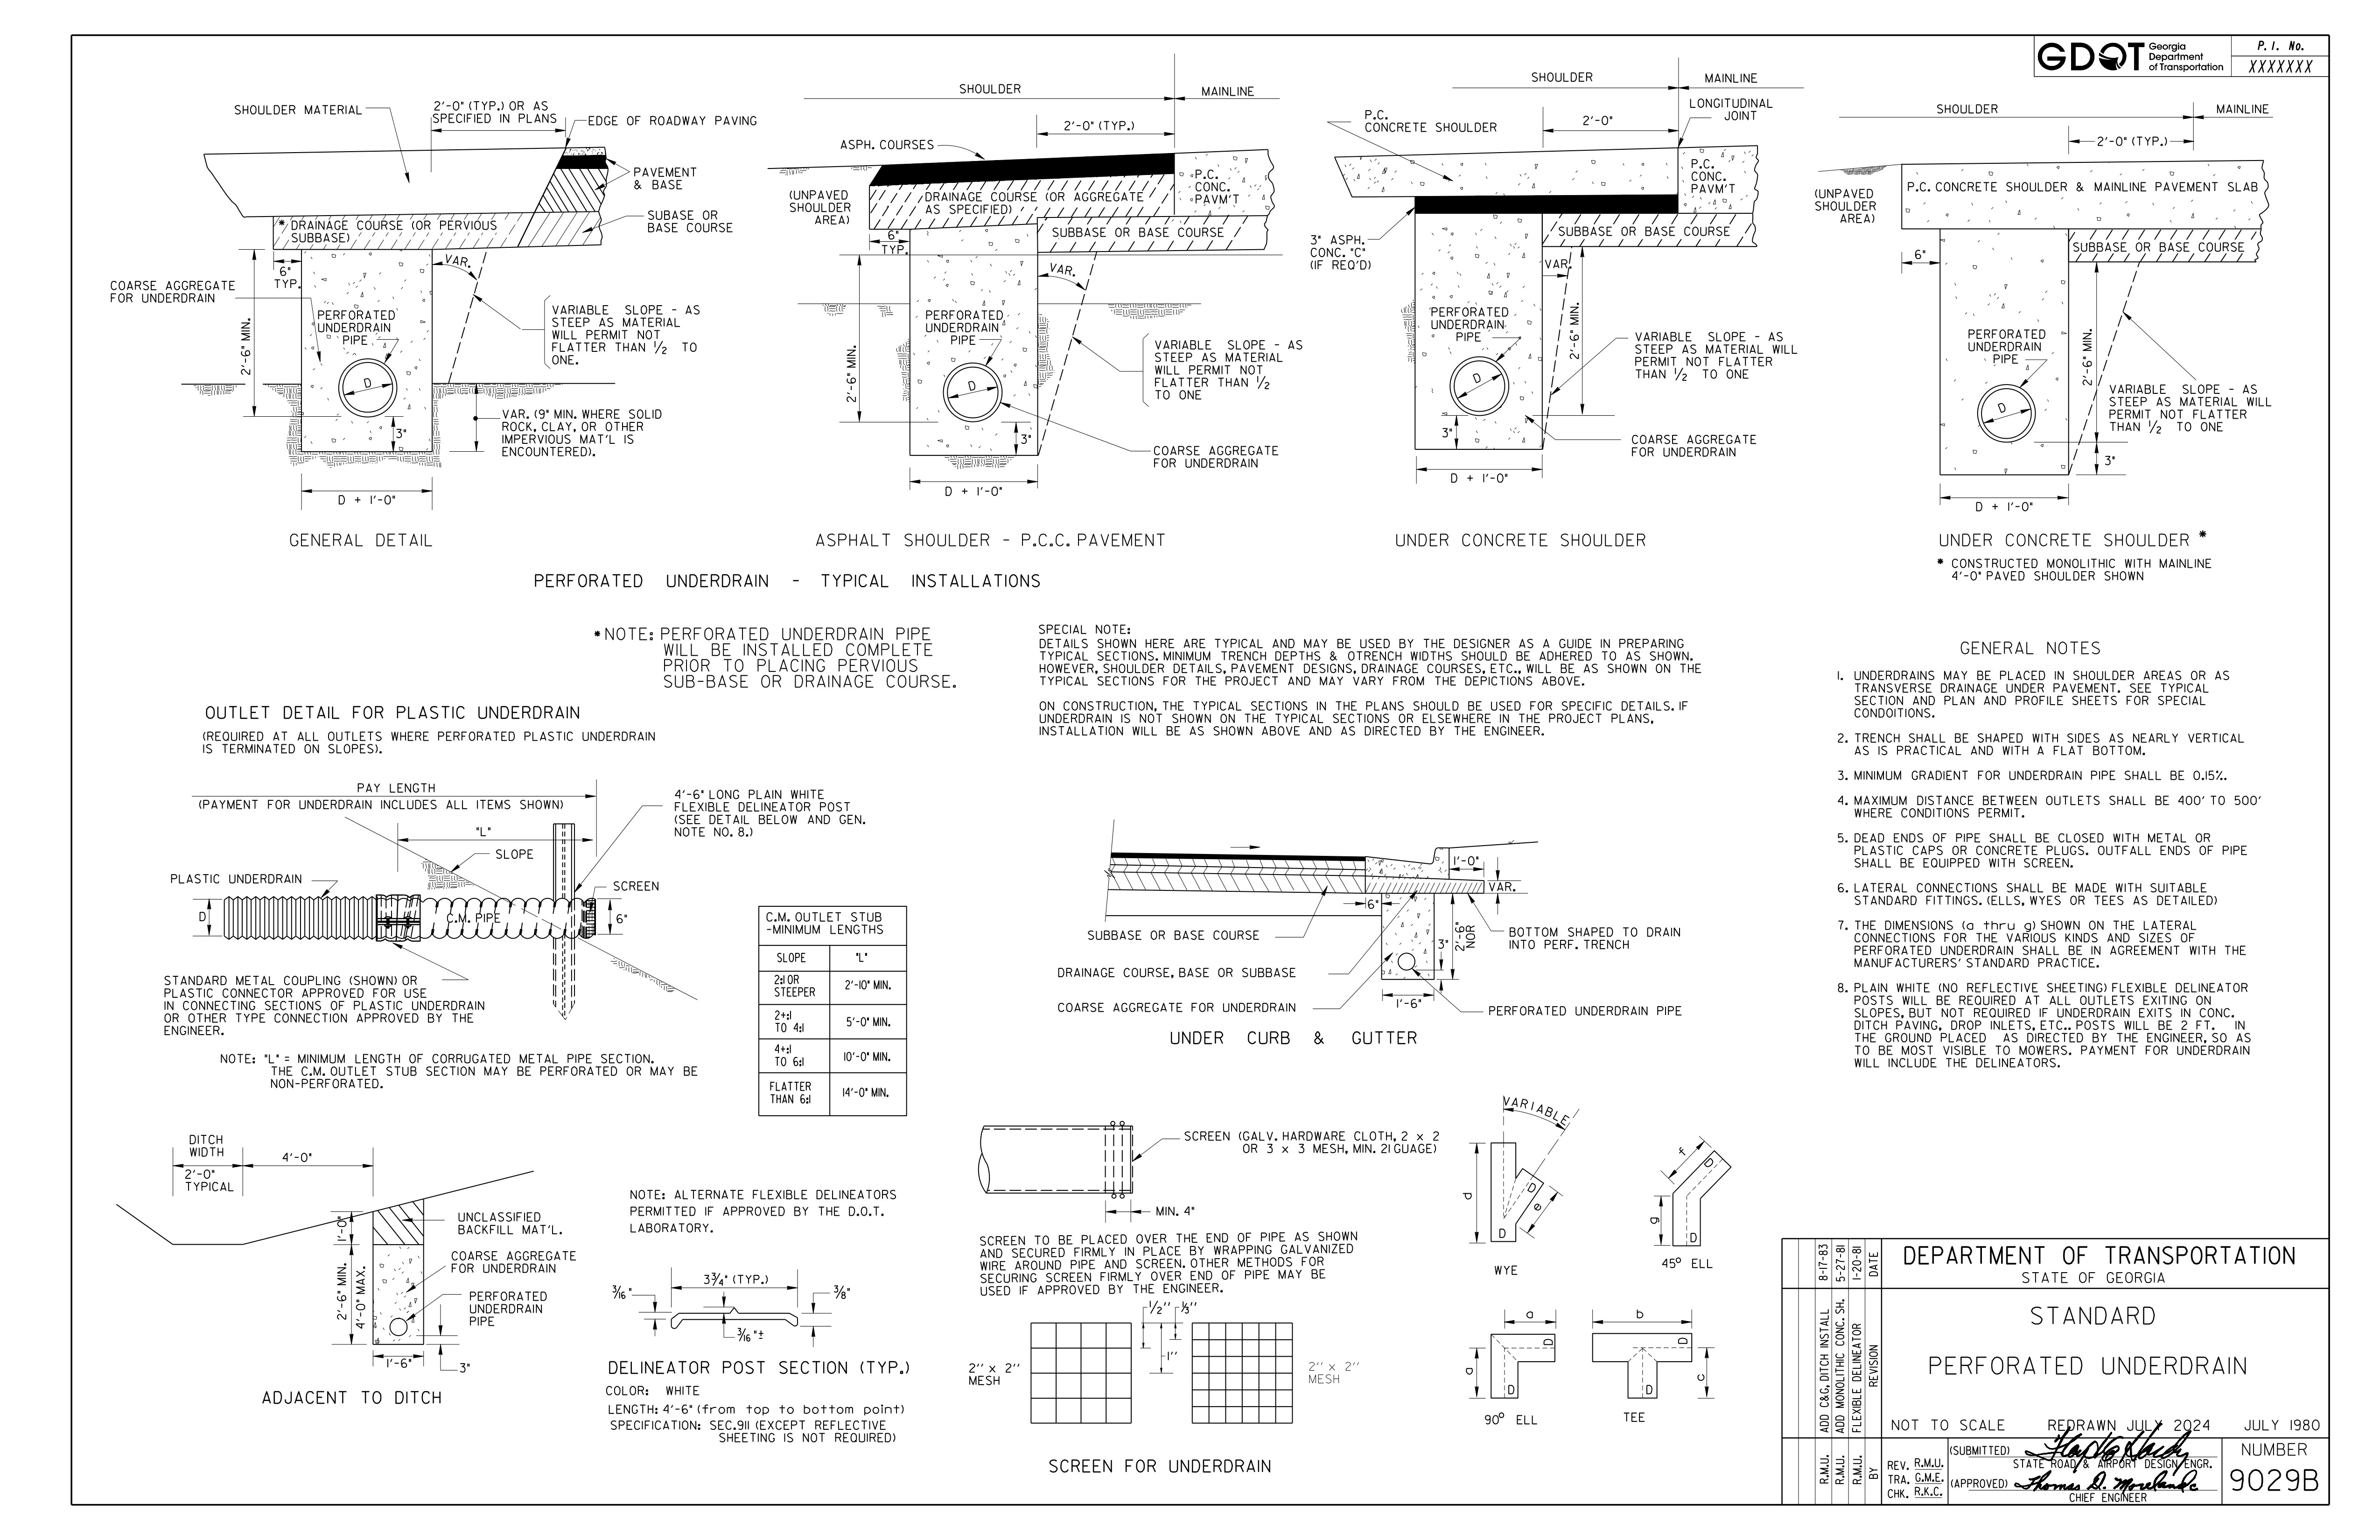 GDOT Georgia
Department
of Transportation
P. I. No.
XXXXXXX
SHOULDER MATERIAL
2'-0" (TYP.) OR AS
SPECIFIED IN PLANS
EDGE OF ROADWAY PAVING
PAVEMENT
& BASE
SUBASE OR
BASE COURSE
* DRAINAGE COURSE (OR PERVIOUS
SUBBASE)
6"
TYP.
VAR.
COARSE AGGREGATE
FOR UNDERDRAIN
2'-6" MIN.
PERFORATED
UNDERDRAIN
PIPE
D
3"
VARIABLE SLOPE - AS
STEEP AS MATERIAL
WILL PERMIT NOT
FLATTER THAN 1/2 TO
ONE.
VAR. (9" MIN. WHERE SOLID
ROCK, CLAY, OR OTHER
IMPERVIOUS MAT'L IS
ENCOUNTERED).
D + 1'-0"
GENERAL DETAIL
SHOULDER
MAINLINE
2'-0" (TYP.)
ASPH. COURSES
(UNPAVED
SHOULDER
AREA)
DRAINAGE COURSE (OR AGGREGATE
AS SPECIFIED)
P.C.
CONC.
PAVM'T
SUBBASE OR BASE COURSE
6"
TYP.
VAR.
2'-6" MIN.
PERFORATED
UNDERDRAIN
PIPE
D
3"
VARIABLE SLOPE - AS
STEEP AS MATERIAL
WILL PERMIT NOT
FLATTER THAN 1/2
TO ONE
COARSE AGGREGATE
FOR UNDERDRAIN
D + 1'-0"
ASPHALT SHOULDER - P.C.C. PAVEMENT
SHOULDER
MAINLINE
LONGITUDINAL
JOINT
P.C.
CONCRETE SHOULDER
2'-0"
P.C.
CONC.
PAVM'T
3" ASPH.
CONC. "C"
(IF REQ'D)
SUBBASE OR BASE COURSE
VAR.
PERFORATED
UNDERDRAIN
PIPE
D
2'-6" MIN.
3"
VARIABLE SLOPE - AS
STEEP AS MATERIAL WILL
PERMIT NOT FLATTER
THAN 1/2 TO ONE
COARSE AGGREGATE
FOR UNDERDRAIN
D + 1'-0"
UNDER CONCRETE SHOULDER
SHOULDER
MAINLINE
2'-0" (TYP.)
(UNPAVED
SHOULDER
AREA)
P.C. CONCRETE SHOULDER & MAINLINE PAVEMENT SLAB
SUBBASE OR BASE COURSE
6"
PERFORATED
UNDERDRAIN
PIPE
D
2'-6" MIN.
3"
VARIABLE SLOPE - AS
STEEP AS MATERIAL WILL
PERMIT NOT FLATTER
THAN 1/2 TO ONE
D + 1'-0"
UNDER CONCRETE SHOULDER *
* CONSTRUCTED MONOLITHIC WITH MAINLINE
4'-0" PAVED SHOULDER SHOWN
PERFORATED UNDERDRAIN - TYPICAL INSTALLATIONS
*NOTE: PERFORATED UNDERDRAIN PIPE
WILL BE INSTALLED COMPLETE
PRIOR TO PLACING PERVIOUS
SUB-BASE OR DRAINAGE COURSE.
SPECIAL NOTE:
DETAILS SHOWN HERE ARE TYPICAL AND MAY BE USED BY THE DESIGNER AS A GUIDE IN PREPARING
TYPICAL SECTIONS. MINIMUM TRENCH DEPTHS & OTRENCH WIDTHS SHOULD BE ADHERED TO AS SHOWN.
HOWEVER, SHOULDER DETAILS, PAVEMENT DESIGNS, DRAINAGE COURSES, ETC., WILL BE AS SHOWN ON THE
TYPICAL SECTIONS FOR THE PROJECT AND MAY VARY FROM THE DEPICTIONS ABOVE.
ON CONSTRUCTION, THE TYPICAL SECTIONS IN THE PLANS SHOULD BE USED FOR SPECIFIC DETAILS. IF
UNDERDRAIN IS NOT SHOWN ON THE TYPICAL SECTIONS OR ELSEWHERE IN THE PROJECT PLANS,
INSTALLATION WILL BE AS SHOWN ABOVE AND AS DIRECTED BY THE ENGINEER.
GENERAL NOTES
1. UNDERDRAINS MAY BE PLACED IN SHOULDER AREAS OR AS
TRANSVERSE DRAINAGE UNDER PAVEMENT. SEE TYPICAL
SECTION AND PLAN AND PROFILE SHEETS FOR SPECIAL
CONDOITIONS.
2. TRENCH SHALL BE SHAPED WITH SIDES AS NEARLY VERTICAL
AS IS PRACTICAL AND WITH A FLAT BOTTOM.
3. MINIMUM GRADIENT FOR UNDERDRAIN PIPE SHALL BE 0.15%.
4. MAXIMUM DISTANCE BETWEEN OUTLETS SHALL BE 400' TO 500'
WHERE CONDITIONS PERMIT.
5. DEAD ENDS OF PIPE SHALL BE CLOSED WITH METAL OR
PLASTIC CAPS OR CONCRETE PLUGS. OUTFALL ENDS OF PIPE
SHALL BE EQUIPPED WITH SCREEN.
6. LATERAL CONNECTIONS SHALL BE MADE WITH SUITABLE
STANDARD FITTINGS. (ELLS, WYES OR TEES AS DETAILED)
7. THE DIMENSIONS (a thru g) SHOWN ON THE LATERAL
CONNECTIONS FOR THE VARIOUS KINDS AND SIZES OF
PERFORATED UNDERDRAIN SHALL BE IN AGREEMENT WITH THE
MANUFACTURERS' STANDARD PRACTICE.
8. PLAIN WHITE (NO REFLECTIVE SHEETING) FLEXIBLE DELINEATOR
POSTS WILL BE REQUIRED AT ALL OUTLETS EXITING ON
SLOPES, BUT NOT REQUIRED IF UNDERDRAIN EXITS IN CONC.
DITCH PAVING, DROP INLETS, ETC.. POSTS WILL BE 2 FT. IN
THE GROUND PLACED AS DIRECTED BY THE ENGINEER, SO AS
TO BE MOST VISIBLE TO MOWERS. PAYMENT FOR UNDERDRAIN
WILL INCLUDE THE DELINEATORS.
OUTLET DETAIL FOR PLASTIC UNDERDRAIN
(REQUIRED AT ALL OUTLETS WHERE PERFORATED PLASTIC UNDERDRAIN
IS TERMINATED ON SLOPES).
PAY LENGTH
(PAYMENT FOR UNDERDRAIN INCLUDES ALL ITEMS SHOWN)
4'-6" LONG PLAIN WHITE
FLEXIBLE DELINEATOR POST
(SEE DETAIL BELOW AND GEN.
NOTE NO. 8.)
"L"
SLOPE
PLASTIC UNDERDRAIN
SCREEN
D
C.M. PIPE
6"
STANDARD METAL COUPLING (SHOWN) OR
PLASTIC CONNECTOR APPROVED FOR USE
IN CONNECTING SECTIONS OF PLASTIC UNDERDRAIN
OR OTHER TYPE CONNECTION APPROVED BY THE
ENGINEER.
NOTE: "L" = MINIMUM LENGTH OF CORRUGATED METAL PIPE SECTION.
THE C.M. OUTLET STUB SECTION MAY BE PERFORATED OR MAY BE
NON-PERFORATED.
C.M. OUTLET STUB
-MINIMUM LENGTHS
SLOPE "L"
2:1 OR
STEEPER 2'-10" MIN.
2+:1
TO 4:1 5'-0" MIN.
4+:1
TO 6:1 10'-0" MIN.
FLATTER
THAN 6:1 14'-0" MIN.
1'-0"
VAR.
6"
SUBBASE OR BASE COURSE
3"
2'-6"
NOR
BOTTOM SHAPED TO DRAIN
INTO PERF. TRENCH
DRAINAGE COURSE, BASE OR SUBBASE
COARSE AGGREGATE FOR UNDERDRAIN
1'-6"
PERFORATED UNDERDRAIN PIPE
UNDER CURB & GUTTER
DITCH
WIDTH
2'-0"
TYPICAL
4'-0"
1'-0"
UNCLASSIFIED
BACKFILL MAT'L.
COARSE AGGREGATE
FOR UNDERDRAIN
2'-6" MIN.
4'-0" MAX.
PERFORATED
UNDERDRAIN
PIPE
1'-6"
3"
ADJACENT TO DITCH
NOTE: ALTERNATE FLEXIBLE DELINEATORS
PERMITTED IF APPROVED BY THE D.O.T.
LABORATORY.
3 3/4" (TYP.)
3/16"
3/8"
3/16"±
DELINEATOR POST SECTION (TYP.)
COLOR: WHITE
LENGTH: 4'-6" (from top to bottom point)
SPECIFICATION: SEC.911 (EXCEPT REFLECTIVE
SHEETING IS NOT REQUIRED)
SCREEN (GALV. HARDWARE CLOTH, 2 x 2
OR 3 x 3 MESH, MIN. 21 GUAGE)
MIN. 4"
SCREEN TO BE PLACED OVER THE END OF PIPE AS SHOWN
AND SECURED FIRMLY IN PLACE BY WRAPPING GALVANIZED
WIRE AROUND PIPE AND SCREEN. OTHER METHODS FOR
SECURING SCREEN FIRMLY OVER END OF PIPE MAY BE
USED IF APPROVED BY THE ENGINEER.
1/2'' 1/3''
1''
2'' x 2''
MESH
2'' x 2''
MESH
SCREEN FOR UNDERDRAIN
VARIABLE
d
D
e
D
WYE
f
D
g
D
45° ELL
a
D
a
D
90° ELL
b
D
c
D
TEE
8-17-83
5-27-81
1-20-81
DATE
ADD C&G, DITCH INSTALL
ADD MONOLITHIC CONC. SH.
FLEXIBLE DELINEATOR
REVISION
R.M.U.
R.M.U.
R.M.U.
BY
DEPARTMENT OF TRANSPORTATION
STATE OF GEORGIA
STANDARD
PERFORATED UNDERDRAIN
NOT TO SCALE REDRAWN JULY 2024 JULY 1980
REV. R.M.U.
TRA. G.M.E.
CHK. R.K.C.
(SUBMITTED)
STATE ROAD & AIRPORT DESIGN ENGR.
(APPROVED) Thomas D. Moreland
CHIEF ENGINEER
NUMBER
9029B